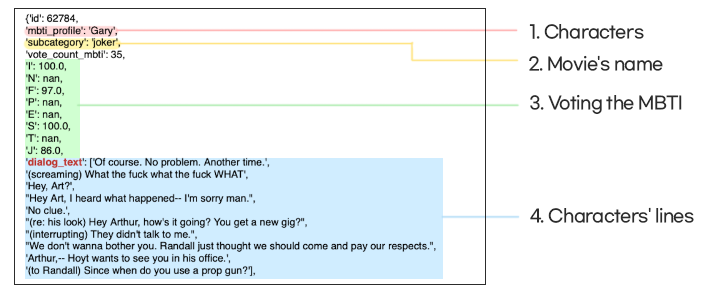 {'id': 62784,
'mbti_profile': 'Gary',
'subcategory': 'joker',
'vote_count_mbti': 35,
'I': 100.0,
'N': nan,
'F': 97.0,
'P': nan,
'E': nan,
'S': 100.0,
'T': nan,
'J': 86.0,
'dialog_text': ['Of course. No problem. Another time.',
'(screaming) What the fuck what the fuck WHAT'
'Hey, Art?'
"Hey Art, I heard what happened-- I'm sorry man.",
'No clue.',
"(re: his look) Hey Arthur, how's it going? You get a new gig?",
"(interrupting) They didn't talk to me.",
"We don't wanna bother you. Randall just thought we should come and pay our respects.",
'Arthur,-- Hoyt wants to see you in his office.',
'(to Randall) Since when do you use a prop gun?'],
1. Characters
2. Movie's name
3. Voting the MBTI
4. Characters' lines